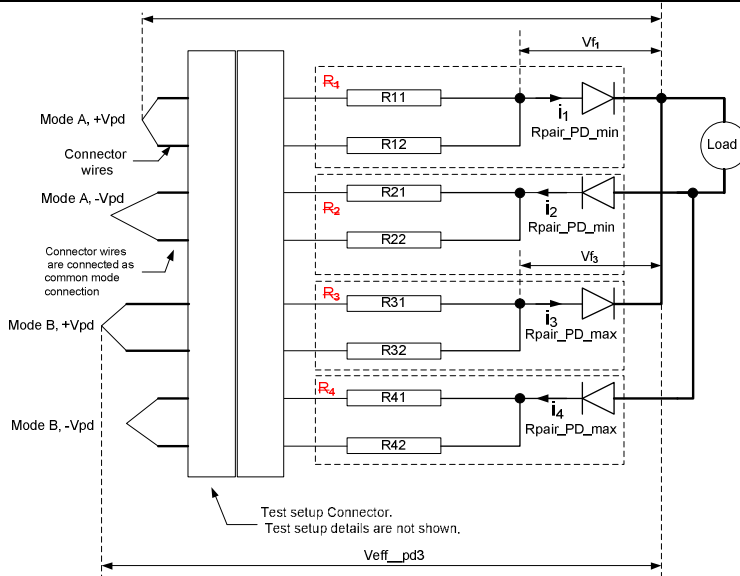 Vf1
R1
R11
i1
Rpair_PD_min
Mode A, +Vpd
R12
Load
Connector
wires
Mode A, -Vpd
R21
R2
i2
Rpair_PD_min
R22
Connector wires
are connected as
common mode
connection
Vf3
R3
R31
i3
Rpair_PD_max
Mode B, +Vpd
R32
R4
R41
i4
Rpair_PD_max
Mode B, -Vpd
R42
Test setup Connector.
Test setup details are not shown.
Veff__pd3